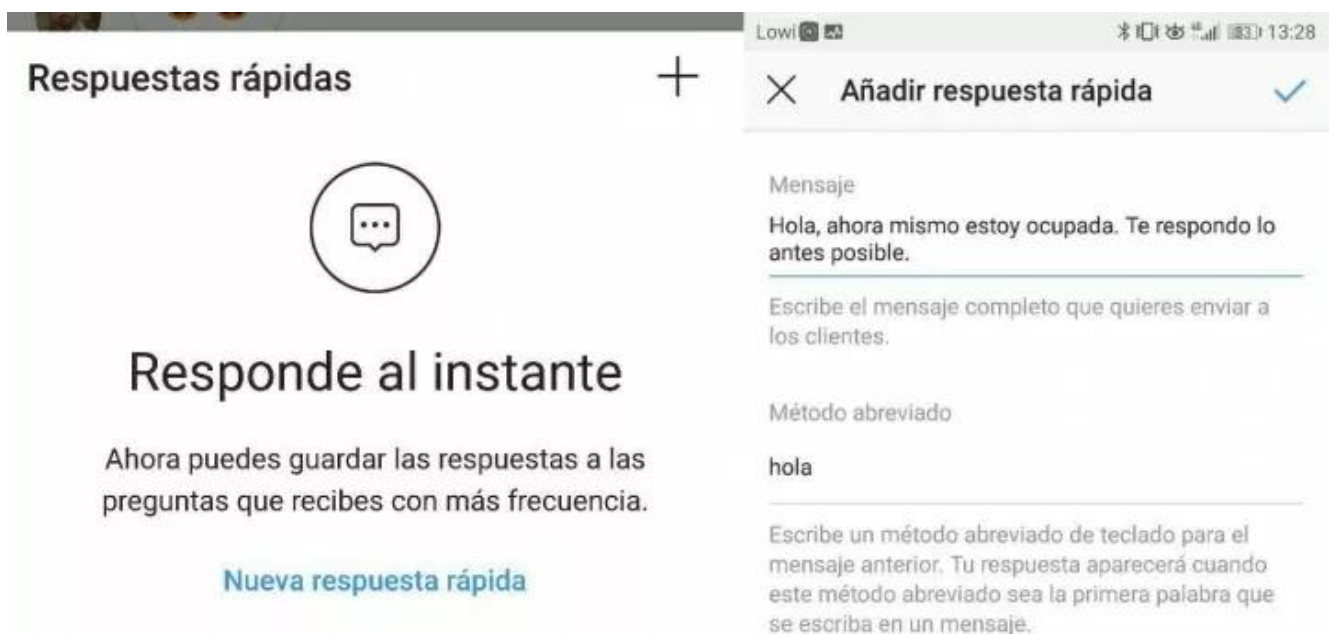 Respuestas rápidas
Responde al instante
Ahora puedes guardar las respuestas a las
preguntas que recibes con más frecuencia.
Nueva respuesta rápida
Lowi
83
13:28
Añadir respuesta rápida
Mensaje
Hola, ahora mismo estoy ocupada. Te respondo lo
antes posible.
Escribe el mensaje completo que quieres enviar a
los clientes.
Método abreviado
hola
Escribe un método abreviado de teclado para el
mensaje anterior. Tu respuesta aparecerá cuando
este método abreviado sea la primera palabra que
se escriba en un mensaje.